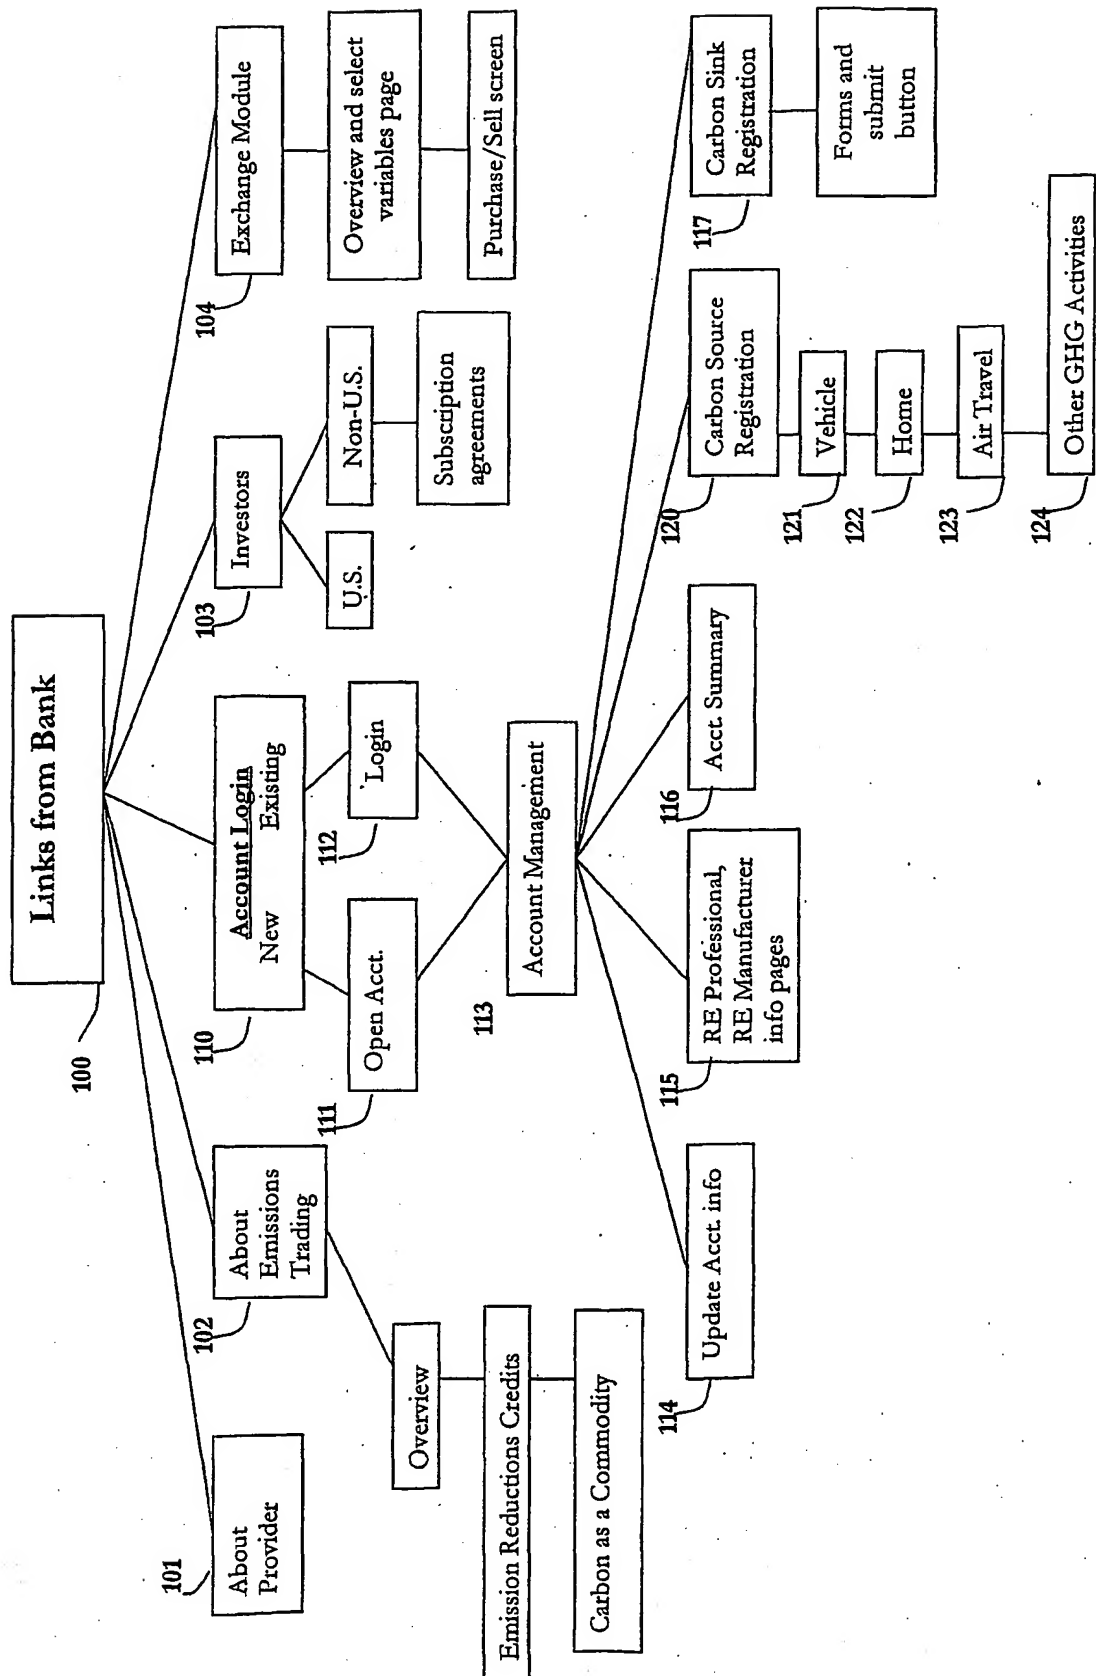 Links from Bank
100
101
About
Provider
102
About
Emissions
Trading
Overview
Emission Reductions Credits
Carbon as a Commodity
110
Account Login
New Existing
111
Open Acct.
112
Login
103
Investors
U.S.
Non-U.S.
Subscription
agreements
104
Exchange Module
Overview and select
variables page
Purchase/Sell screen
113
Account Management
114
Update Acct. info
115
RE Professional,
RE Manufacturer
info pages
116
Acct. Summary
120
Carbon Source
Registration
121
Vehicle
122
Home
123
Air Travel
124
Other GHG Activities
117
Carbon Sink
Registration
Forms and
submit
button